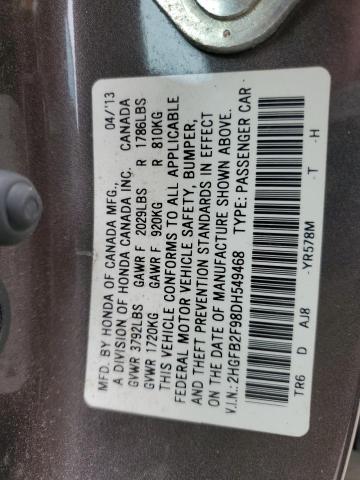 MFD. BY HONDA OF CANADA MFG., 04/'13
A DIVISION OF HONDA CANADA INC. CANADA
GVWR 3792LBS GAWR F 2029LBS R 1786LBS
GVWR 1720KG GAWR F 920KG R 810KG
THIS VEHICLE CONFORMS TO ALL APPLICABLE
FEDERAL MOTOR VEHICLE SAFETY, BUMPER,
AND THEFT PREVENTION STANDARDS IN EFFECT
ON THE DATE OF MANUFACTURE SHOWN ABOVE.
V.I.N.: 2HGFB2F98DH549468 TYPE: PASSENGER CAR
TR6 D AJ8 -YR578M -T -H